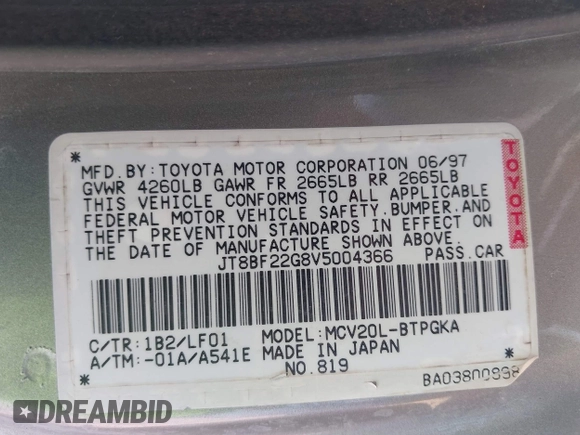 MFD. BY: TOYOTA MOTOR CORPORATION 06/97
GVWR 4260LB GAWR FR 2665LB RR 2665LB
THIS VEHICLE CONFORMS TO ALL APPLICABLE
FEDERAL MOTOR VEHICLE SAFETY, BUMPER, AND
THEFT PREVENTION STANDARDS IN EFFECT ON
THE DATE OF MANUFACTURE SHOWN ABOVE.
JT8BF22G8V5004366 PASS. CAR
C/TR: 1B2/LF01 MODEL: MCV20L-BTPGKA
A/TM: -01A/A541E MADE IN JAPAN
NO. 819
BA03800898
TOYOTA
DREAMBID